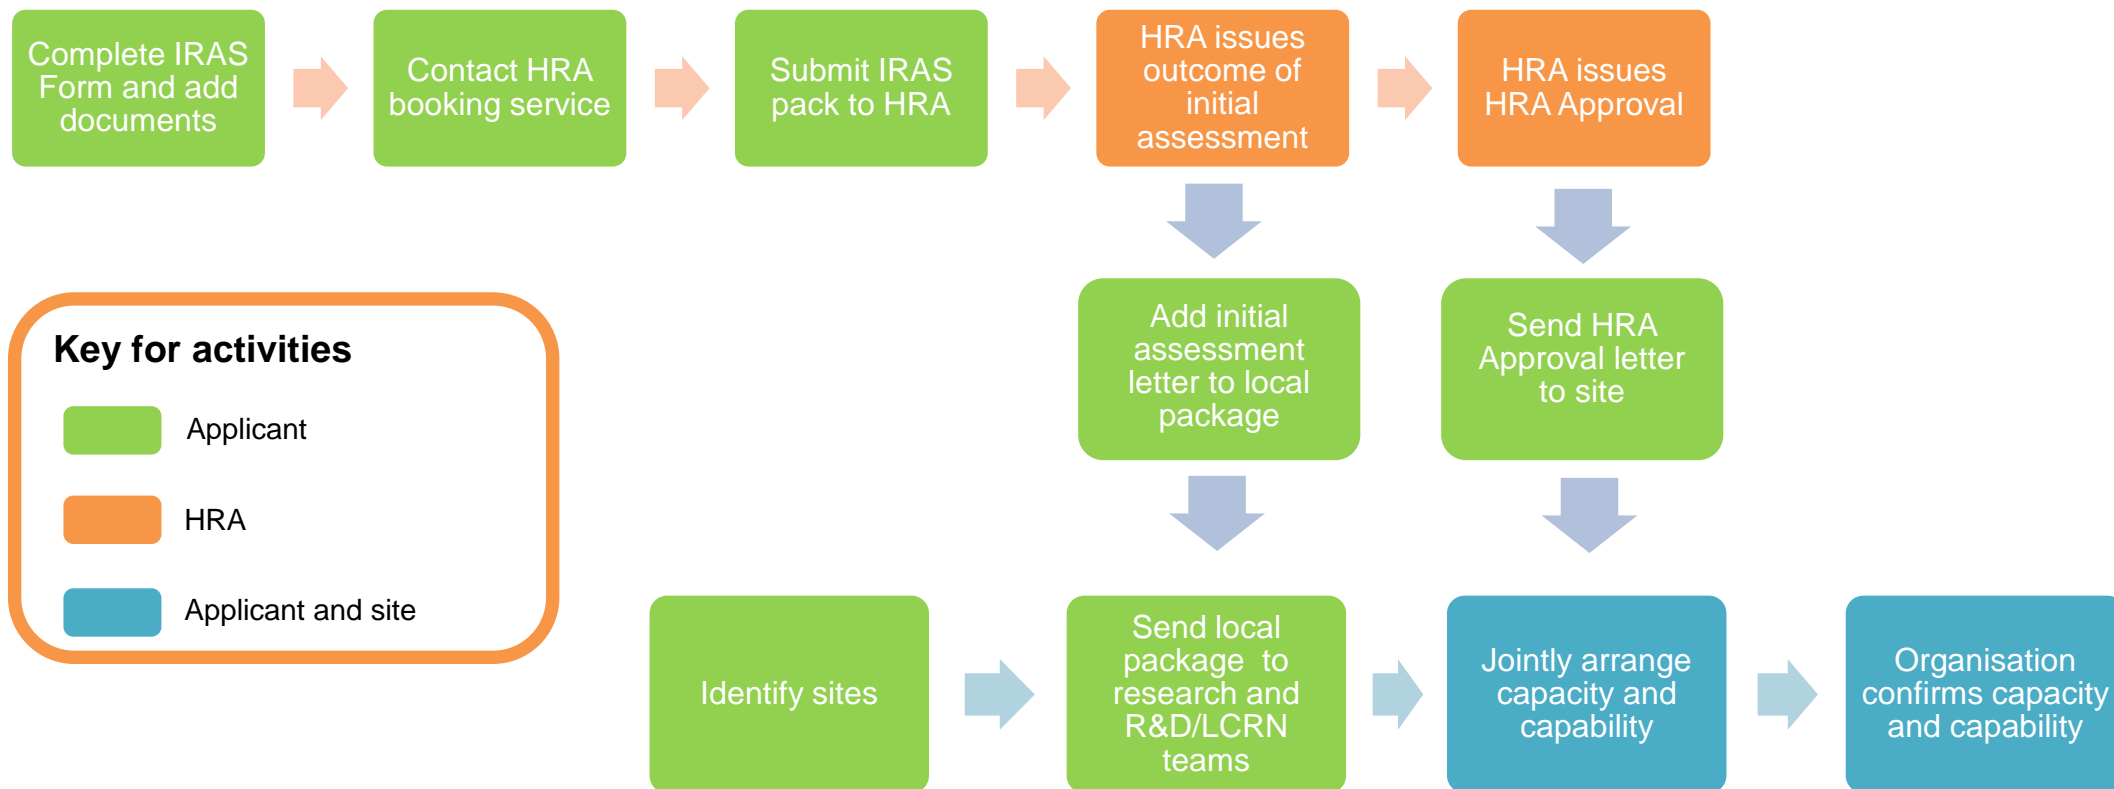 Complete IRAS
Form and add
documents
Contact HRA
booking service
Submit IRAS
pack to HRA
HRA issues
outcome of
initial
assessment
HRA issues
HRA Approval
Add initial
assessment
letter to local
package
Send HRA
Approval letter
to site
Key for activities
Applicant
HRA
Applicant and site
Identify sites
Send local
package to
research and
R&D/LCRN
teams
Jointly arrange
capacity and
capability
Organisation
confirms capacity
and capability